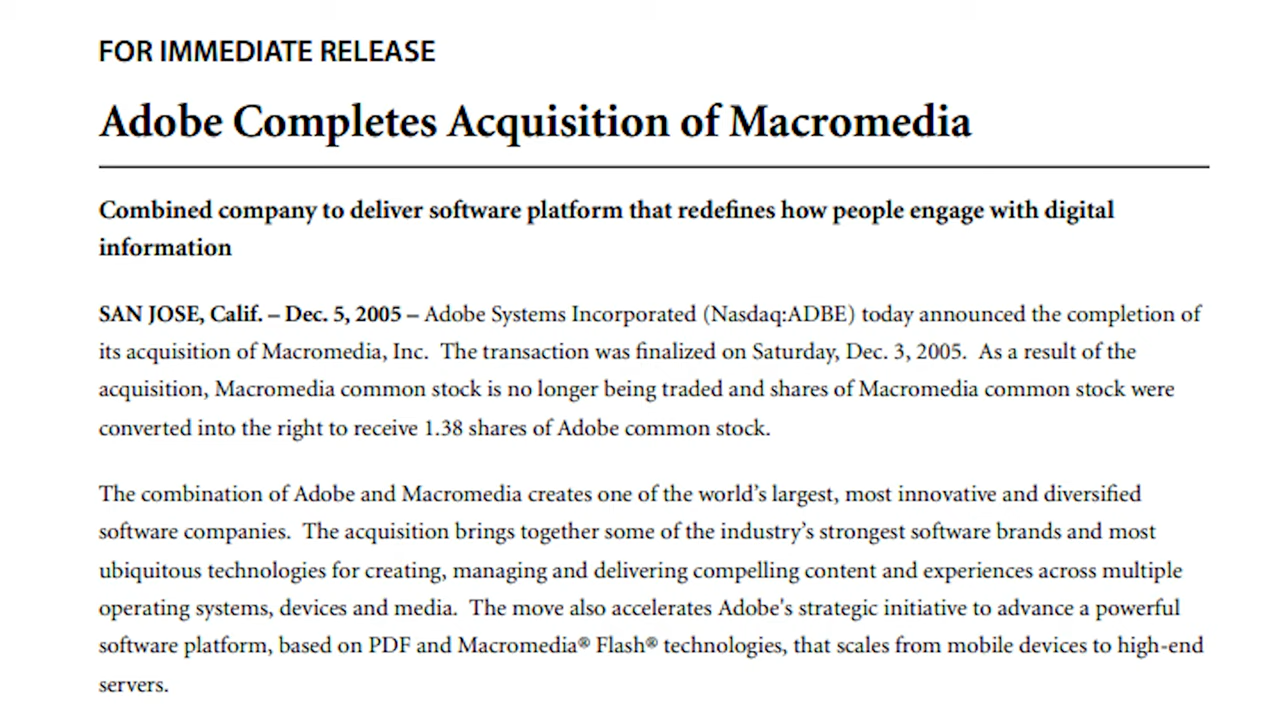 FOR IMMEDIATE RELEASE
Adobe Completes Acquisition of Macromedia
Combined company to deliver software platform that redefines how people engage with digital
information
SAN JOSE, Calif. – Dec. 5, 2005 – Adobe Systems Incorporated (Nasdaq:ADBE) today announced the completion of
its acquisition of Macromedia, Inc.  The transaction was finalized on Saturday, Dec. 3, 2005.  As a result of the
acquisition, Macromedia common stock is no longer being traded and shares of Macromedia common stock were
converted into the right to receive 1.38 shares of Adobe common stock.
The combination of Adobe and Macromedia creates one of the world’s largest, most innovative and diversified
software companies.  The acquisition brings together some of the industry’s strongest software brands and most
ubiquitous technologies for creating, managing and delivering compelling content and experiences across multiple
operating systems, devices and media.  The move also accelerates Adobe's strategic initiative to advance a powerful
software platform, based on PDF and Macromedia® Flash® technologies, that scales from mobile devices to high-end
servers.